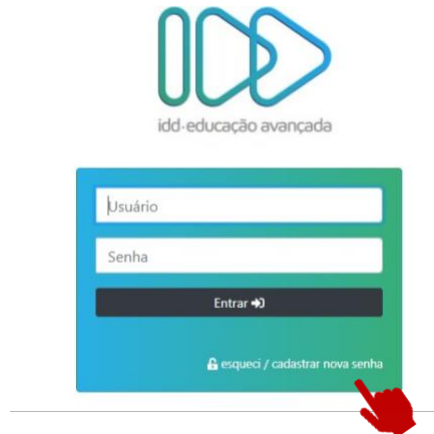 idd-educação avançada
Usuário
Senha
Entrar
esqueci / cadastrar nova senha